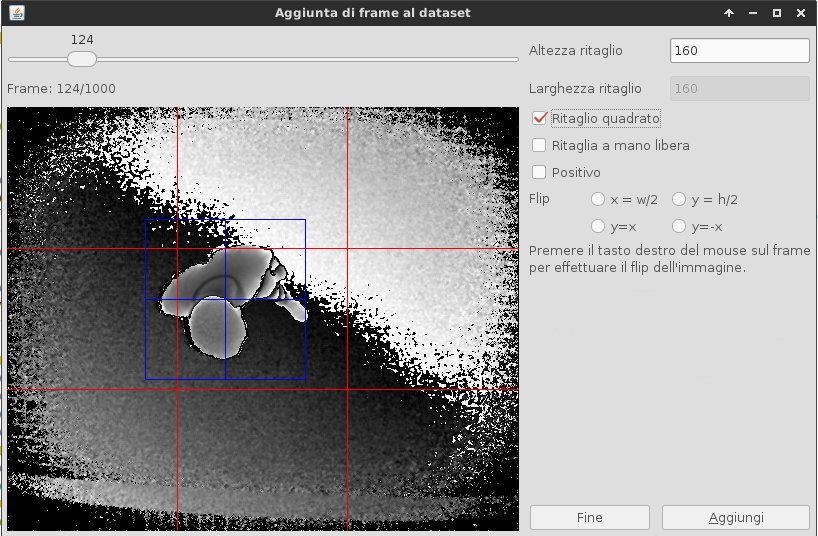 Aggiunta di frame al dataset
124
Frame: 124/1000
Altezza ritaglio 160
Larghezza ritaglio 160
Ritaglio quadrato
Ritaglia a mano libera
Positivo
Flip x = w/2 y = h/2
y=x y=-x
Premere il tasto destro del mouse sul frame
per effettuare il flip dell'immagine.
Fine Aggiungi